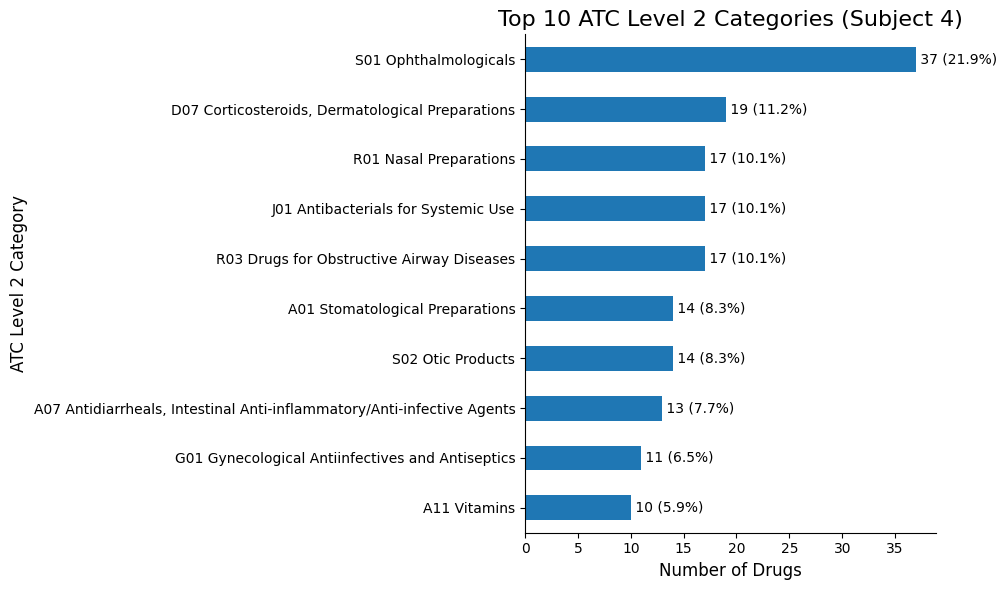 Top 10 ATC Level 2 Categories (Subject 4)
ATC Level 2 Category
S01 Ophthalmologicals 37 (21.9%)
D07 Corticosteroids, Dermatological Preparations 19 (11.2%)
R01 Nasal Preparations 17 (10.1%)
J01 Antibacterials for Systemic Use 17 (10.1%)
R03 Drugs for Obstructive Airway Diseases 17 (10.1%)
A01 Stomatological Preparations 14 (8.3%)
S02 Otic Products 14 (8.3%)
A07 Antidiarrheals, Intestinal Anti-inflammatory/Anti-infective Agents 13 (7.7%)
G01 Gynecological Antiinfectives and Antiseptics 11 (6.5%)
A11 Vitamins 10 (5.9%)
0 5 10 15 20 25 30 35
Number of Drugs